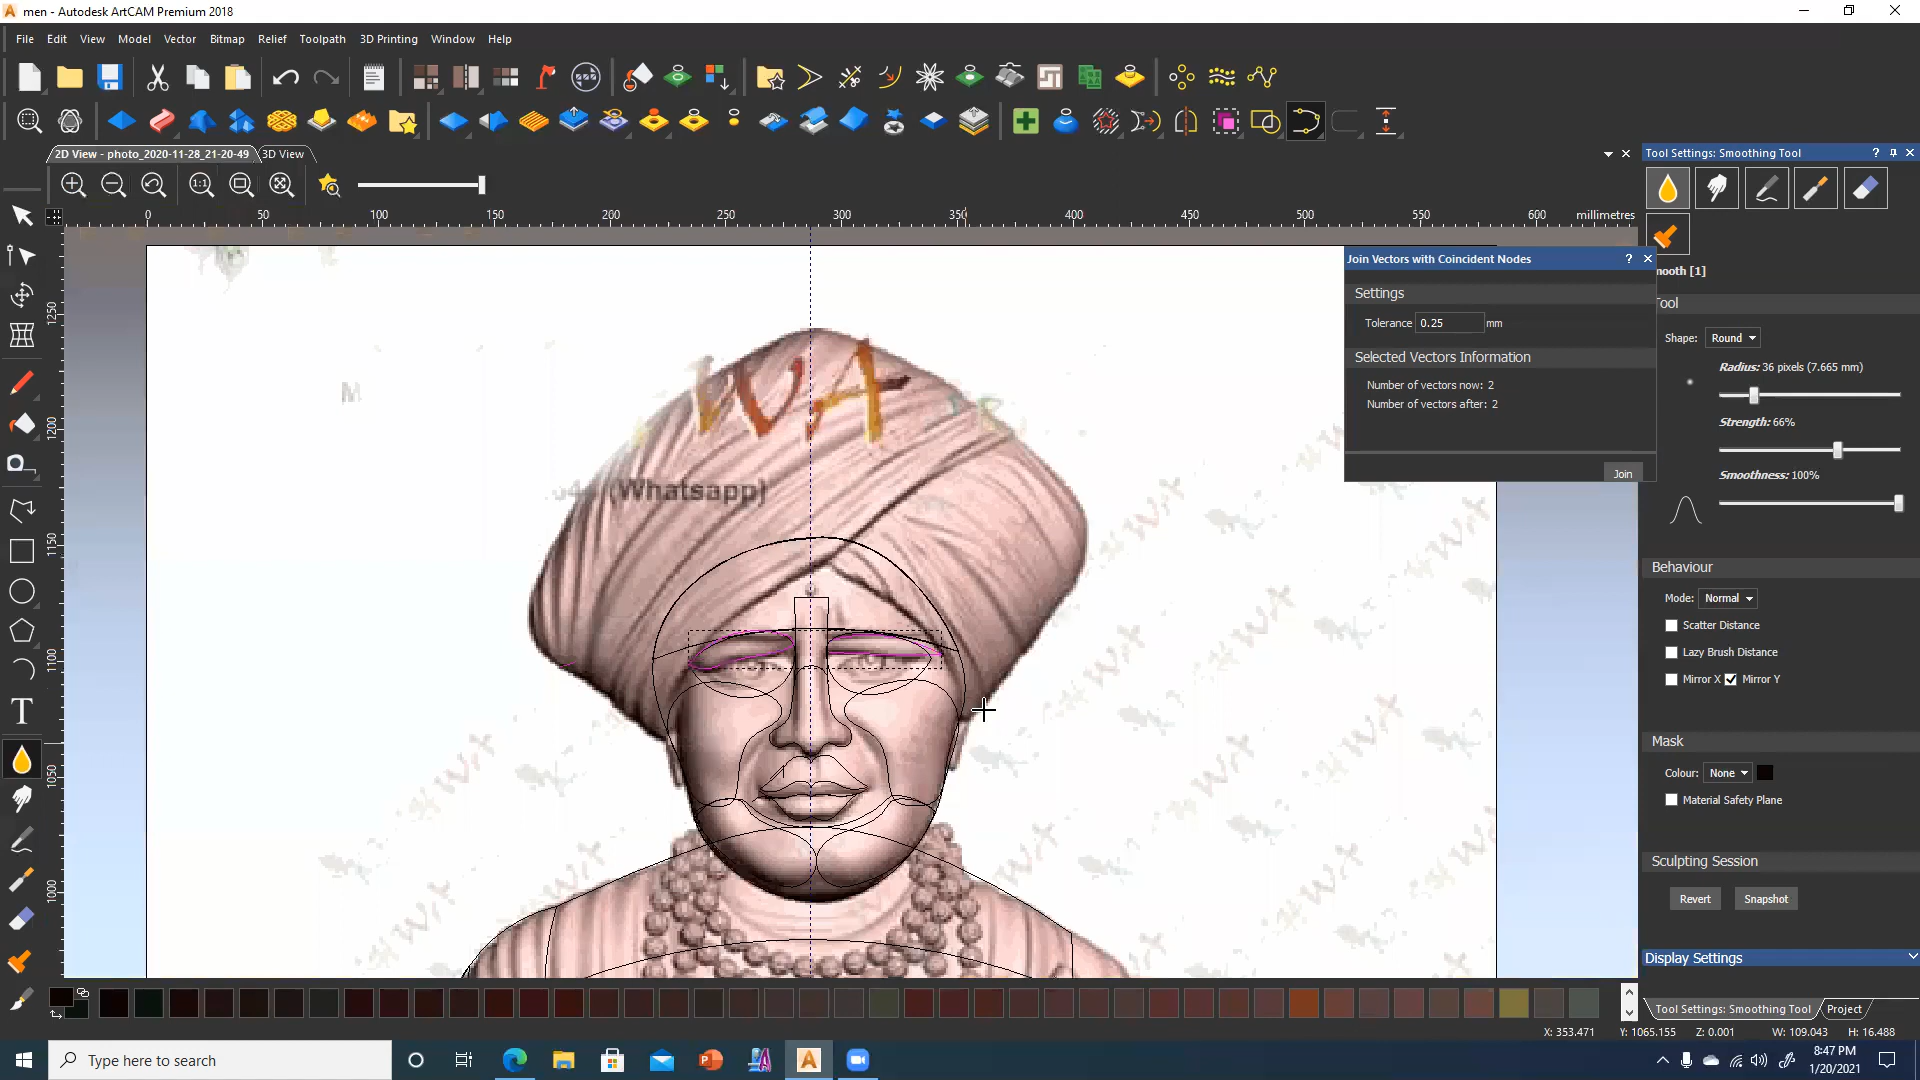 men - Autodesk ArtCAM Premium 2018
File Edit View Model Vector Bitmap Relief Toolpath 3D Printing Window Help
2D View - photo_2020-11-28_21-20-49
3D View
Tool Settings: Smoothing Tool
1:1
0 50 100 150 200 250 300 350 400 450 500 550 600 millimetres
Join Vectors with Coincident Nodes
Settings
Tolerance 0.25 mm
Selected Vectors Information
Number of vectors now: 2
Number of vectors after: 2
Join
mooth [1]
Tool
Shape: Round
Radius: 36 pixels (7.665 mm)
Strength: 66%
Smoothness: 100%
Behaviour
Mode: Normal
Scatter Distance
Lazy Brush Distance
Mirror X Mirror Y
Mask
Colour: None
Material Safety Plane
Sculpting Session
Revert Snapshot
Display Settings
Tool Settings: Smoothing Tool Project
1250
1200
1150
1100
1050
1000
M
WA
(Whatsapp)
X: 353.471 Y: 1065.155 Z: 0.001 W: 109.043 H: 16.488
Type here to search
8:47 PM
1/20/2021